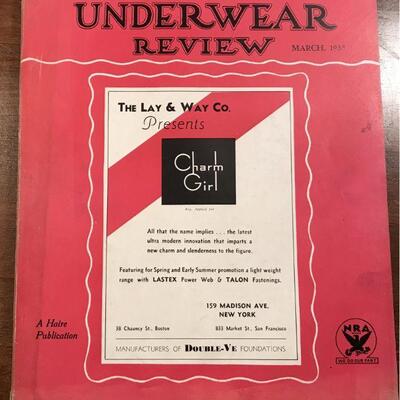 UNDERWEAR
REVIEW
MARCH,
THE LAY & WAY CO.
Presents
Charm
Girl
Reg. Applied for
All that the name implies . . . the latest
ultra modern innovation that imparts a
new charm and slenderness to the figure.
Featuring for Spring and Early Summer promotion a light weight
range with LASTEX Power Web & TALON Fastenings.
159 MADISON AVE.
NEW YORK
38 Chauncy St., Boston
833 Market St., San Francisco
MANUFACTURERS OF DOUBLE-VE FOUNDATIONS
A Haire
Publication
NRA
WE DO OUR PART